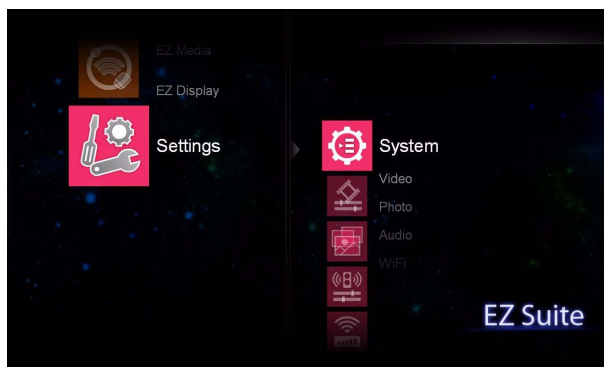 EZ Media
EZ Display
Settings
System
Video
Photo
Audio
WiFi
EZ Suite